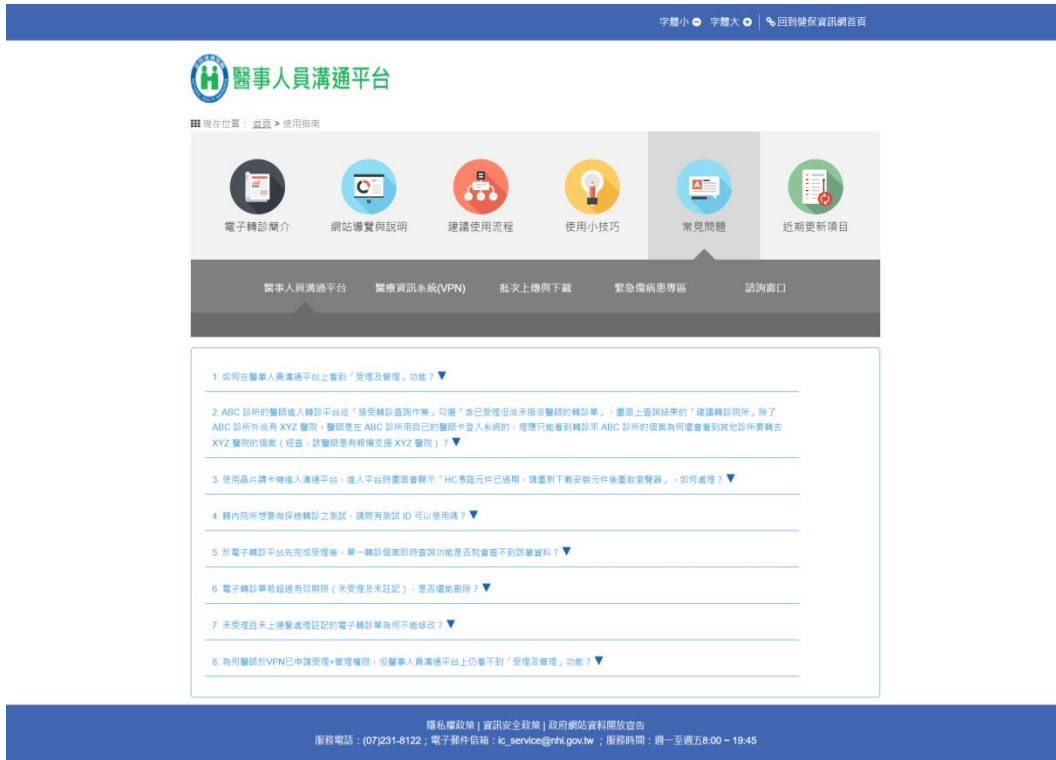 字體小 字體大 | 回到健保資訊網首頁
醫事人員溝通平台
現在位置： 首頁 > 使用指南
電子轉診簡介 網站導覽與說明 建議使用流程 使用小技巧 常見問題 近期更新項目
醫事人員溝通平台 醫療資訊系統(VPN) 批次上傳與下載 緊急傷病患專區 諮詢窗口
1. 如何在醫事人員溝通平台上看到「受理及管理」功能？▼
2. ABC 診所的醫師進入轉診平台從「接受轉診查詢作業」勾選「含已受理但尚未指派醫師的轉診單」，畫面上查詢結果的「建議轉診院所」除了
ABC 診所外尚有 XYZ 醫院，醫師是在 ABC 診所用自己的醫師卡登入系統的，理應只能看到轉診來 ABC 診所的個案為何還會看到其他診所要轉去
XYZ 醫院的個案（經查，該醫師是有報備支援 XYZ 醫院）？▼
3. 使用晶片讀卡機進入溝通平台，進入平台時畫面會顯示「HC憑證元件已過期，請重新下載安裝元件後重啟瀏覽器」，如何處理？▼
4. 轄內院所想要做採檢轉診之測試，請問有測試 ID 可以使用嗎？▼
5. 於電子轉診平台先完成受理後，單一轉診個案即時查詢功能是否就會查不到該筆資料？▼
6. 電子轉診單若超過有效期限（未受理及未註記），是否還能刪除？▼
7. 未受理且未上連繫處理註記的電子轉診單為何不能修改？▼
8. 為何醫師於VPN已申請受理+管理權限，但醫事人員溝通平台上仍看不到「受理及管理」功能？▼
隱私權政策 | 資訊安全政策 | 政府網站資料開放宣告
服務電話：(07)231-8122；電子郵件信箱：ic_service@nhi.gov.tw ；服務時間：週一至週五8:00 ~ 19:45